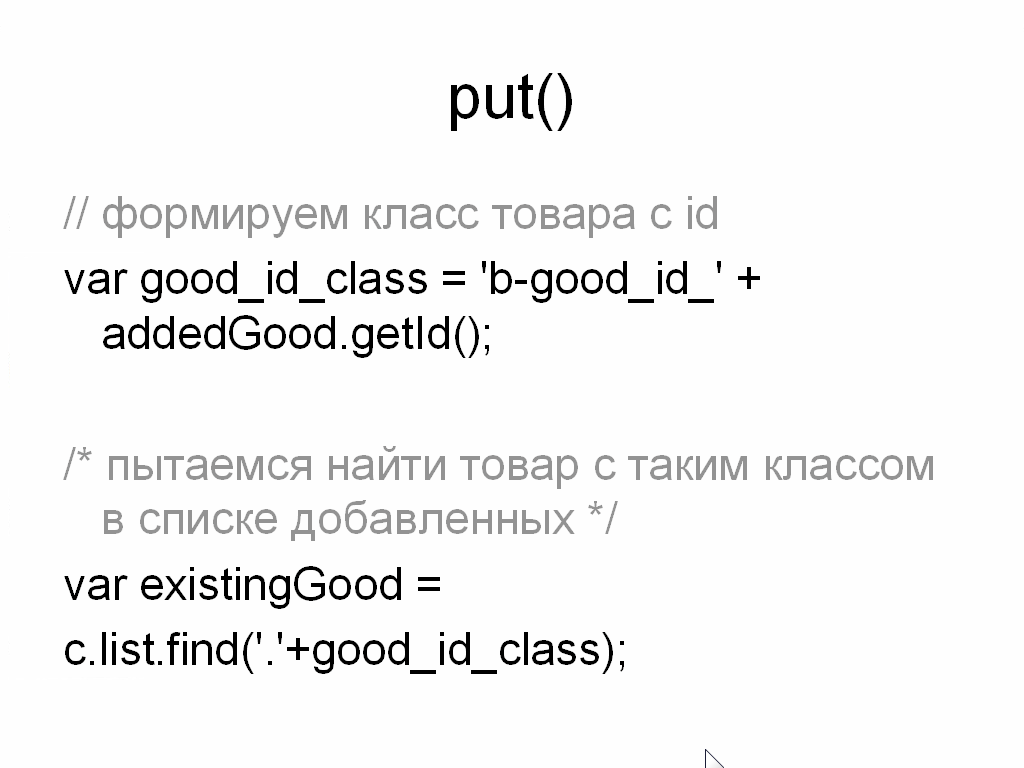 put()
// формируем класс товара с id
var good_id_class = 'b-good_id_' +
addedGood.getId();
/* пытаемся найти товар с таким классом
в списке добавленных */
var existingGood =
c.list.find('.'+good_id_class);